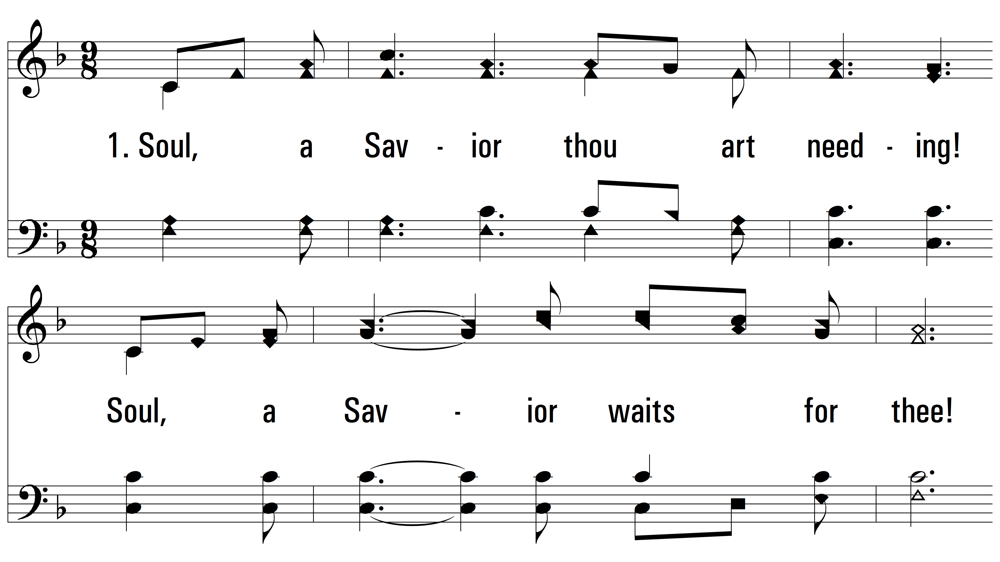 1. Soul, a Sav - ior thou art need - ing!
Soul, a Sav - ior waits for thee!